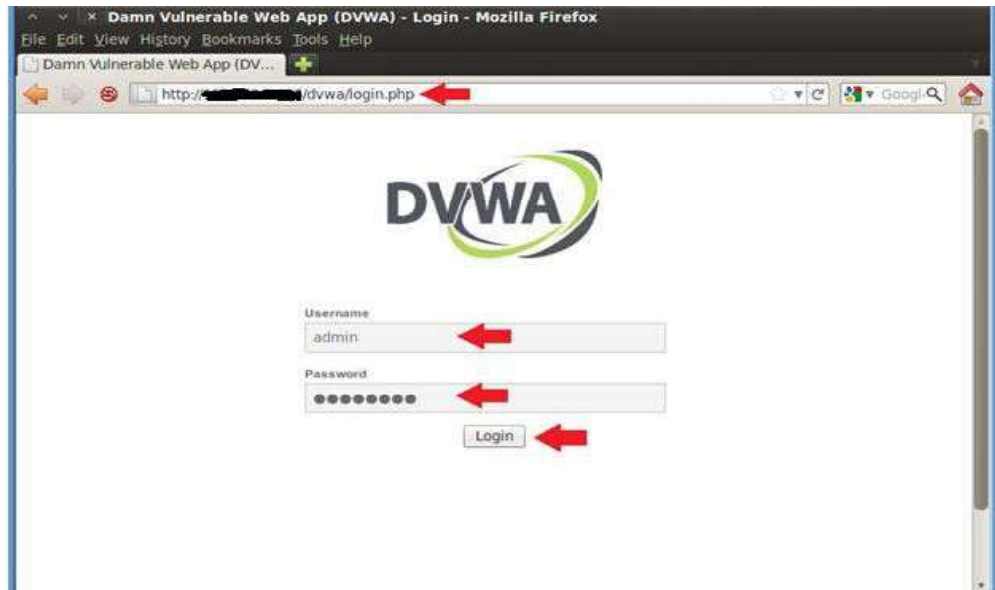 Damn Vulnerable Web App (DVWA) - Login - Mozilla Firefox
File Edit View History Bookmarks Tools Help
Damn Vulnerable Web App (DV...
http:// /dvwa/login.php
Googl
DVWA
Username
admin
Password
●●●●●●●●
Login